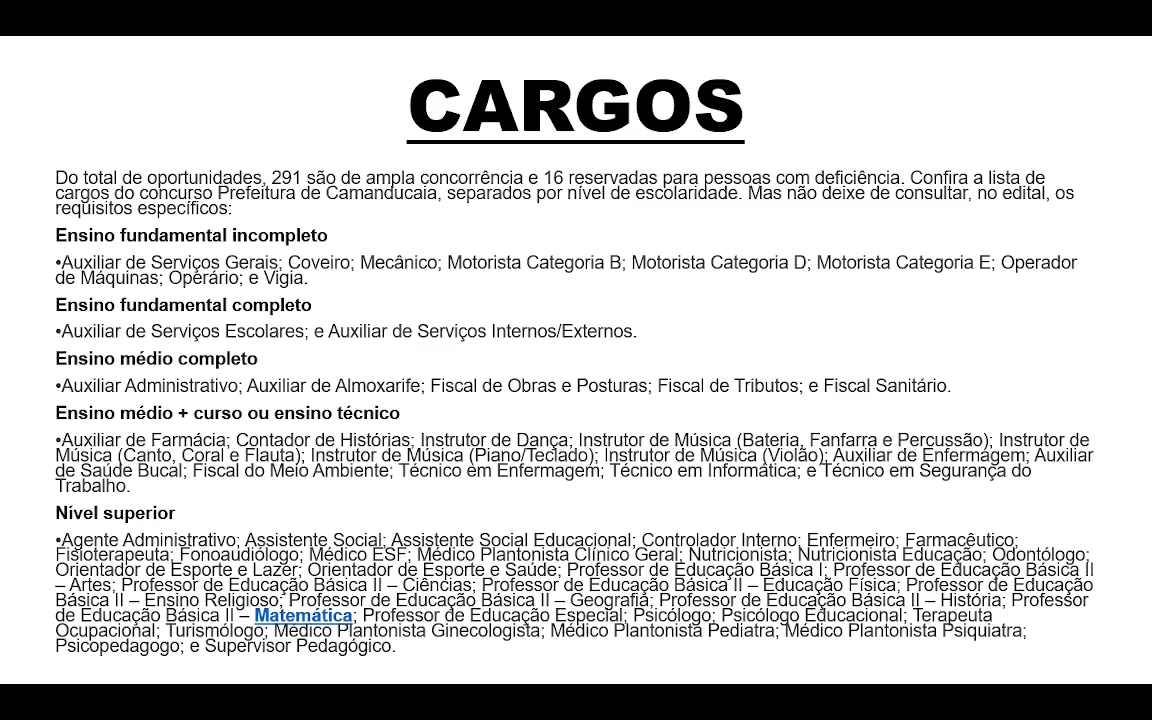 CARGOS
Do total de oportunidades, 291 são de ampla concorrência e 16 reservadas para pessoas com deficiência. Confira a lista de
cargos do concurso Prefeitura de Camanducaia, separados por nível de escolaridade. Mas não deixe de consultar, no edital, os
requisitos específicos:
Ensino fundamental incompleto
•Auxiliar de Serviços Gerais; Coveiro; Mecânico; Motorista Categoria B; Motorista Categoria D; Motorista Categoria E; Operador
de Máquinas; Operário; e Vigia.
Ensino fundamental completo
•Auxiliar de Serviços Escolares; e Auxiliar de Serviços Internos/Externos.
Ensino médio completo
•Auxiliar Administrativo; Auxiliar de Almoxarife; Fiscal de Obras e Posturas; Fiscal de Tributos; e Fiscal Sanitário.
Ensino médio + curso ou ensino técnico
•Auxiliar de Farmácia; Contador de Histórias; Instrutor de Dança; Instrutor de Música (Bateria, Fanfarra e Percussão); Instrutor de
Música (Canto, Coral e Flauta); Instrutor de Música (Piano/Teclado); Instrutor de Música (Violão); Auxiliar de Enfermagem; Auxiliar
de Saúde Bucal; Fiscal do Meio Ambiente; Técnico em Enfermagem; Técnico em Informática; e Técnico em Segurança do
Trabalho.
Nível superior
•Agente Administrativo; Assistente Social; Assistente Social Educacional; Controlador Interno; Enfermeiro; Farmacêutico;
Fisioterapeuta; Fonoaudiólogo; Médico ESF; Médico Plantonista Clínico Geral; Nutricionista; Nutricionista Educação; Odontólogo;
Orientador de Esporte e Lazer; Orientador de Esporte e Saúde; Professor de Educação Básica I; Professor de Educação Básica II
– Artes; Professor de Educação Básica II – Ciências; Professor de Educação Básica II – Educação Física; Professor de Educação
Básica II – Ensino Religioso; Professor de Educação Básica II – Geografia; Professor de Educação Básica II – História; Professor
de Educação Básica II – Matemática; Professor de Educação Especial; Psicólogo; Psicólogo Educacional; Terapeuta
Ocupacional; Turismólogo; Médico Plantonista Ginecologista; Médico Plantonista Pediatra; Médico Plantonista Psiquiatra;
Psicopedagogo; e Supervisor Pedagógico.